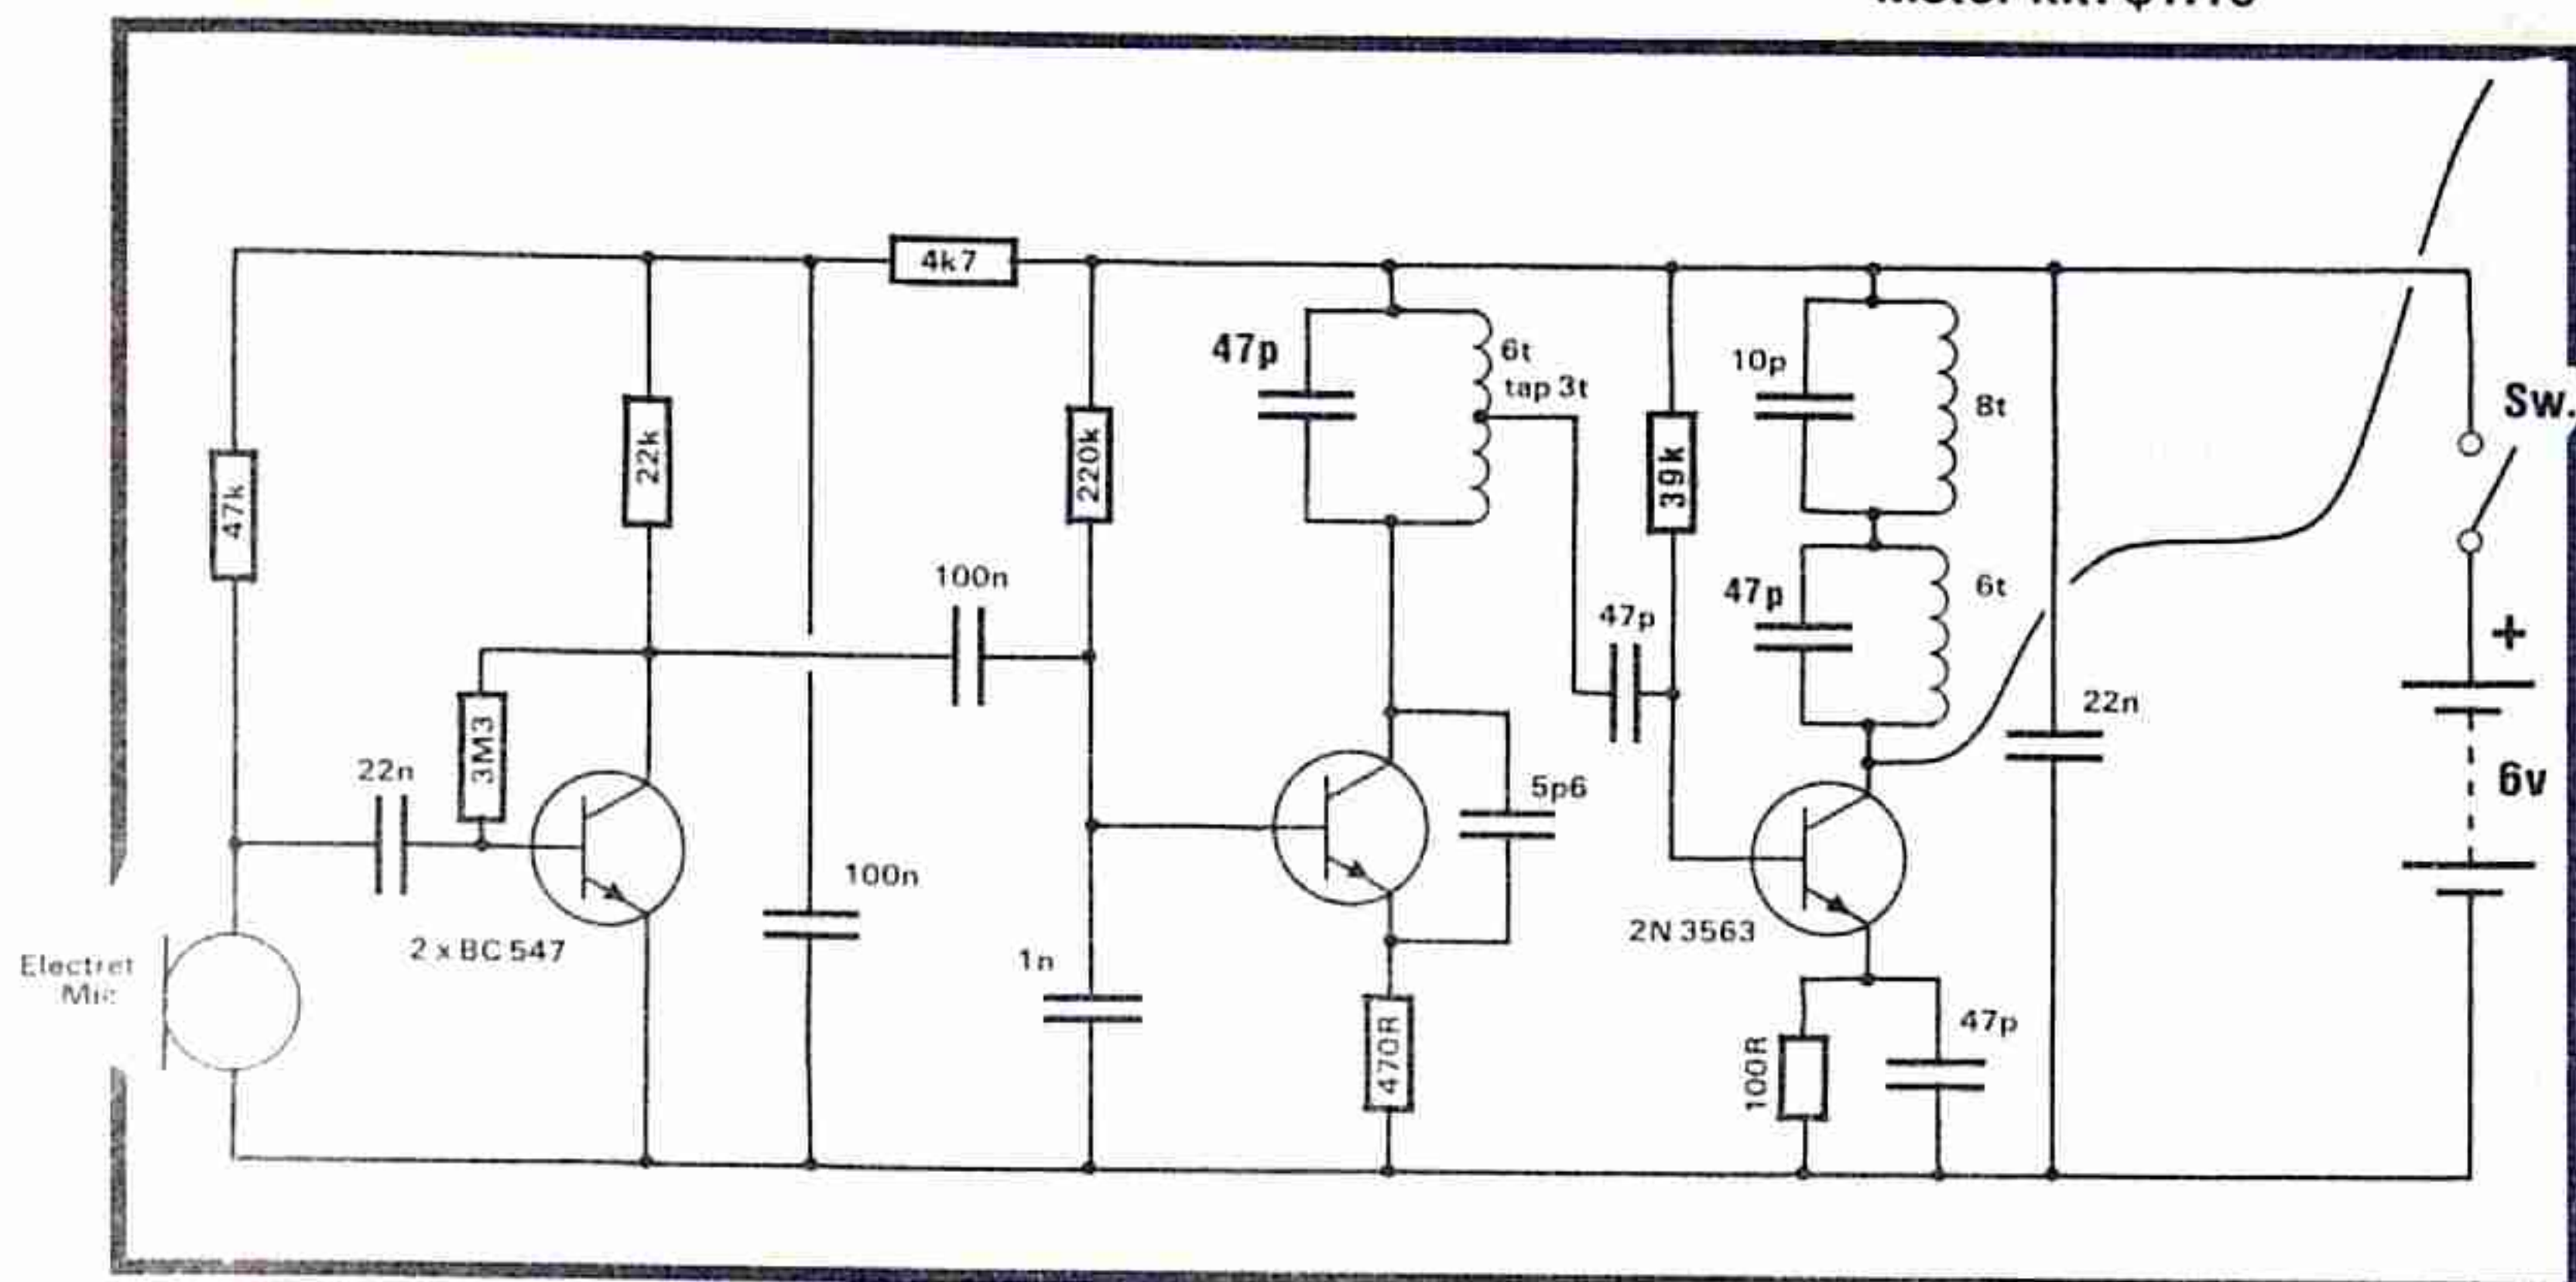 4k7
47p
6t
tap 3t
10p
8t
Sw.
47k
22k
220k
39k
100n
47p
6t
47p
+
22n
3M3
22n
5p6
6v
100n
2 x BC 547
2N 3563
Electret
Mic
1n
470R
100R
47p